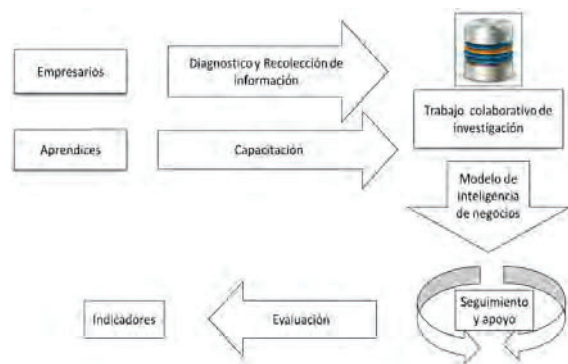 Empresarios
Diagnostico y Recolección de
información
Trabajo colaborativo de
investigación
Aprendices
Capacitación
Modelo de
inteligencia
de negocios
Indicadores
Evaluación
Seguimiento
y apoyo